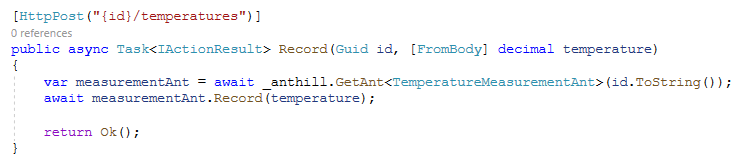 [HttpPost("{id}/temperatures")]
0 references
public async Task<IActionResult> Record(Guid id, [FromBody] decimal temperature)
{
    var measurementAnt = await _anthill.GetAnt<TemperatureMeasurementAnt>(id.ToString());
    await measurementAnt.Record(temperature);

    return Ok();
}